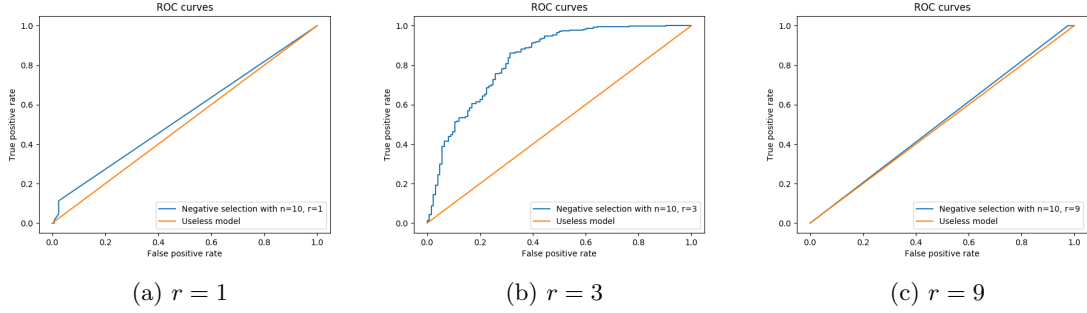 ROC curves
True positive rate
1.0
0.8
0.6
0.4
0.2
0.0
0.0 0.2 0.4 0.6 0.8 1.0
False positive rate
Negative selection with n=10, r=1
Useless model
(a) r = 1
ROC curves
True positive rate
1.0
0.8
0.6
0.4
0.2
0.0
0.0 0.2 0.4 0.6 0.8 1.0
False positive rate
Negative selection with n=10, r=3
Useless model
(b) r = 3
ROC curves
True positive rate
1.0
0.8
0.6
0.4
0.2
0.0
0.0 0.2 0.4 0.6 0.8 1.0
False positive rate
Negative selection with n=10, r=9
Useless model
(c) r = 9